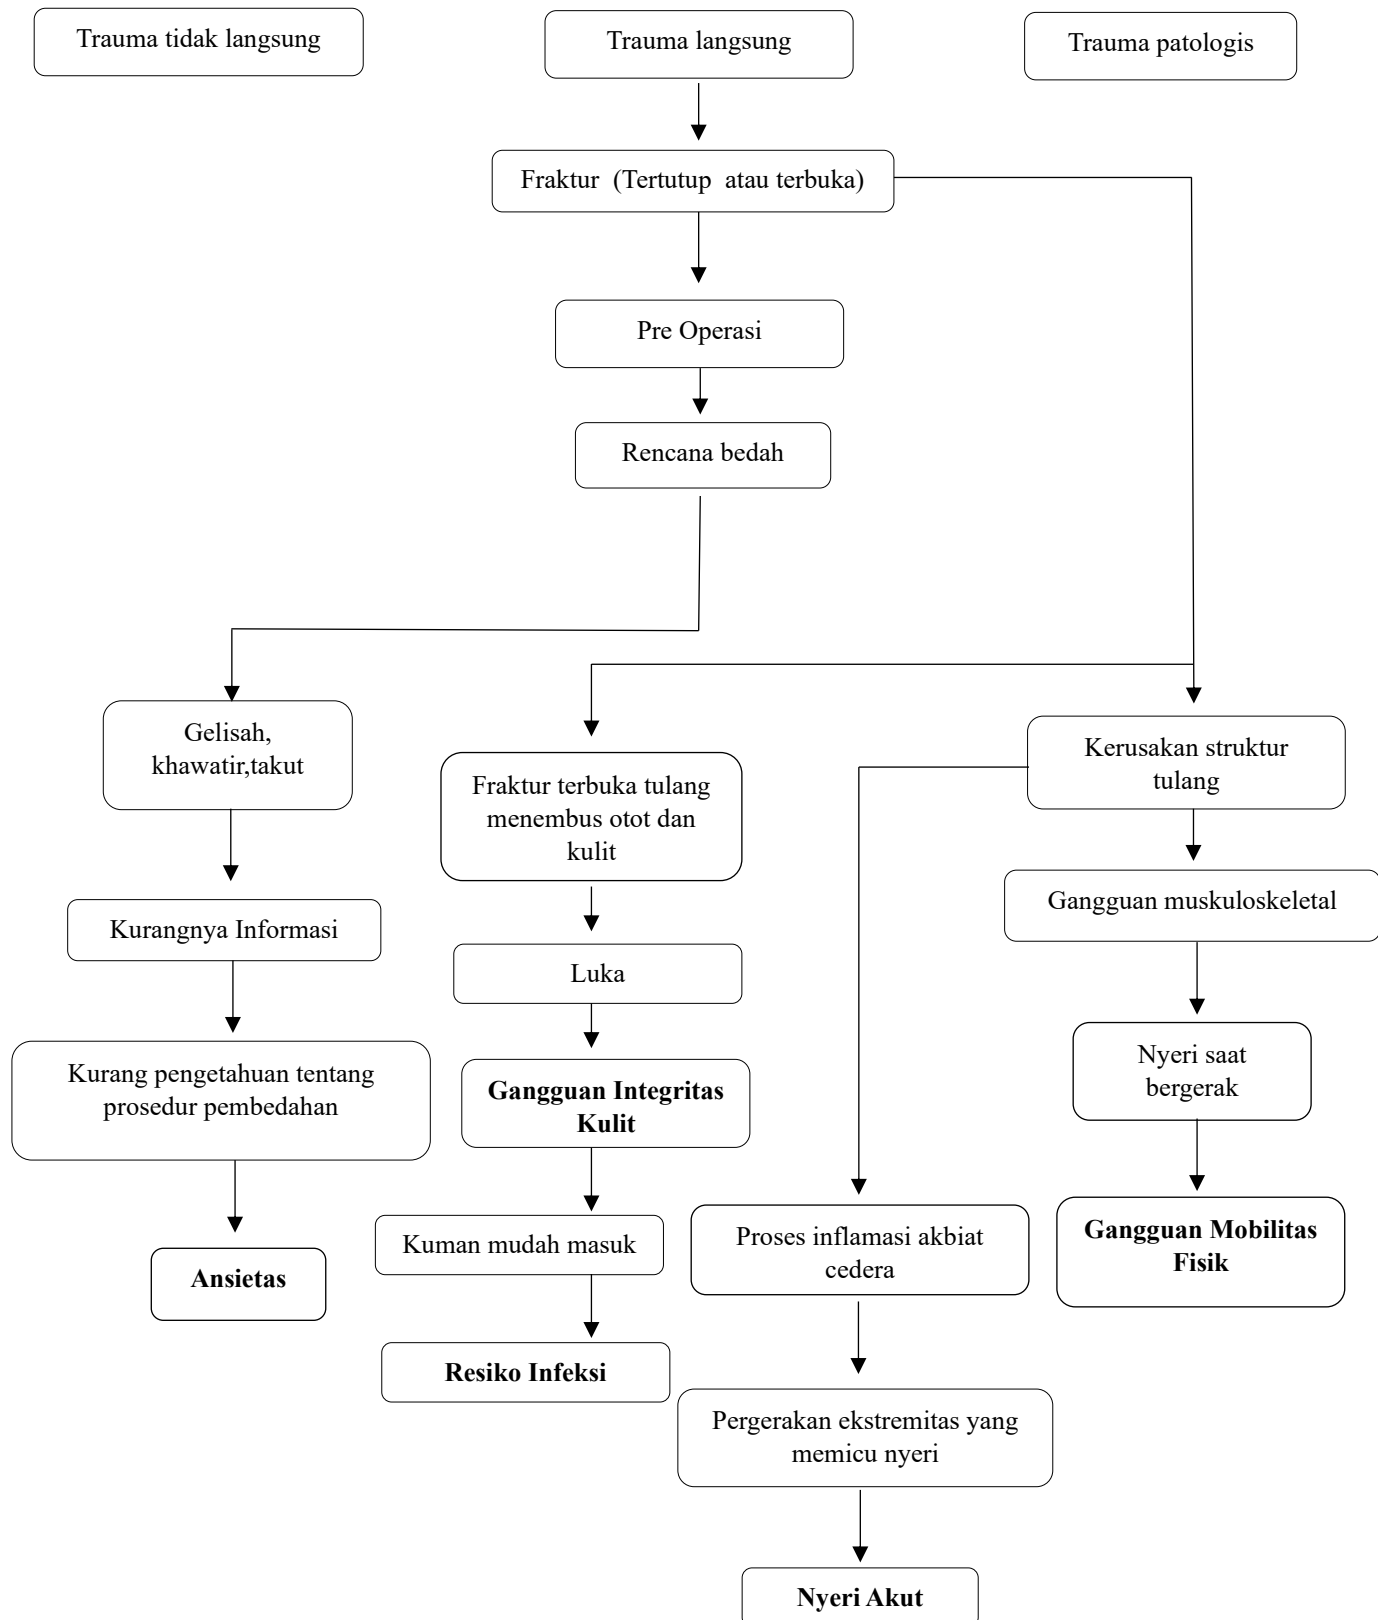 Trauma tidak langsung
Trauma langsung
Trauma patologis
Fraktur (Tertutup atau terbuka)
Pre Operasi
Rencana bedah
Gelisah,
khawatir,takut
Kurangnya Informasi
Kurang pengetahuan tentang
prosedur pembedahan
Ansietas
Fraktur terbuka tulang
menembus otot dan
kulit
Luka
Gangguan Integritas
Kulit
Kuman mudah masuk
Resiko Infeksi
Kerusakan struktur
tulang
Gangguan muskuloskeletal
Nyeri saat
bergerak
Gangguan Mobilitas
Fisik
Proses inflamasi akbiat
cedera
Pergerakan ekstremitas yang
memicu nyeri
Nyeri Akut